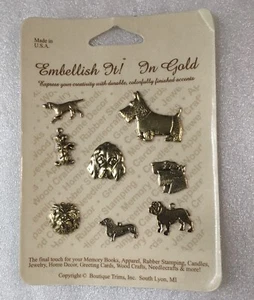 Made in
U.S.A.
Embellish It! In Gold
"Express your creativity with durable, colorfully finished accents
The final touch for your Memory Books, Apparel, Rubber Stamping, Candles,
Jewelry, Home Decor, Greeting Cards, Wood Crafts, Needlecrafts & more!
Copyright © Boutique Trims, Inc. South Lyon, MI